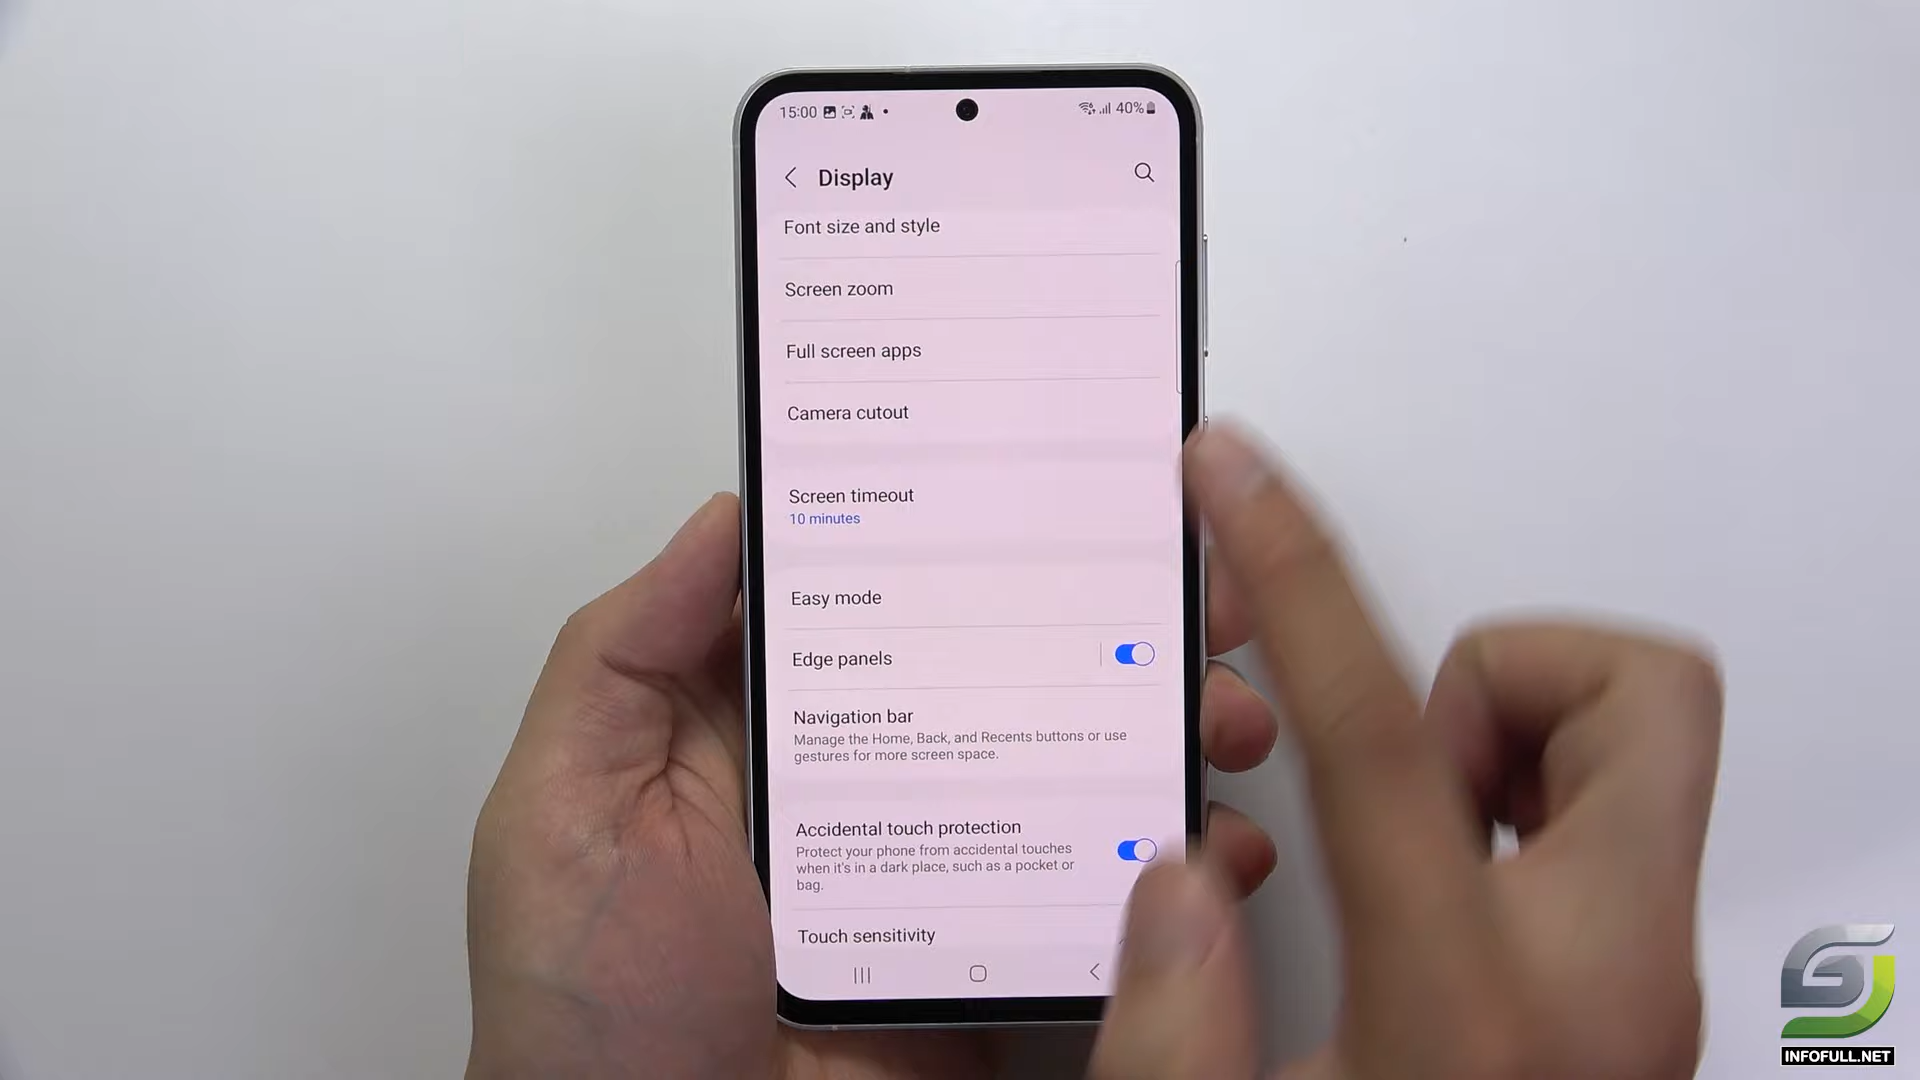 15:00 40%
Display
Font size and style
Screen zoom
Full screen apps
Camera cutout
Screen timeout
10 minutes
Easy mode
Edge panels
Navigation bar
Manage the Home, Back, and Recents buttons or use
gestures for more screen space.
Accidental touch protection
Protect your phone from accidental touches
when it's in a dark place, such as a pocket or
bag.
Touch sensitivity
INFOFULL.NET